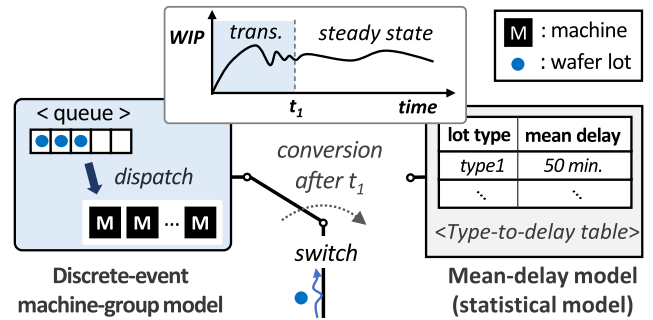 WIP
trans.
steady state
t1
time
M : machine
: wafer lot
< queue >
dispatch
M M ... M
conversion
after t1
switch
lot type mean delay
type1 50 min.
⋱ ⋱
<Type-to-delay table>
Discrete-event
machine-group model
Mean-delay model
(statistical model)